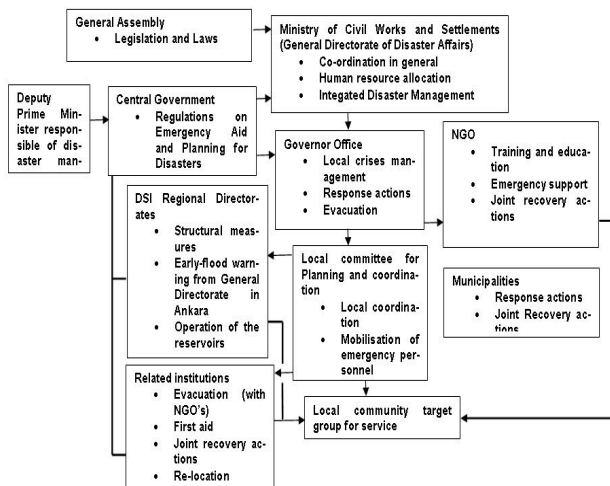 General Assembly
• Legislation and Laws
Ministry of Civil Works and Settlements
(General Directorate of Disaster Affairs)
• Co-ordination in general
• Human resource allocation
• Integated Disaster Management
Deputy
Prime Min-
ister respon-
sible of dis-
aster man-
Central Government
• Regulations on
Emergency Aid
and Planning for
Disasters
Governor Office
• Local crises man-
agement
• Response actions
• Evacuation
NGO
• Training and educa-
tion
• Emergency support
• Joint recovery ac-
tions
DSI Regional Director-
ates
• Structural meas-
ures
• Early-flood warn-
ing from General
Directorate in
Ankara
• Operation of the
reservoirs
Local committee for
Planning and coordina-
tion
• Local coordina-
tion
• Mobilisation of
emergency per-
sonnel
Municipalities
• Response actions
• Joint Recovery ac-
tions
Related institutions
• Evacuation (with
NGO's)
• First aid
• Joint recovery ac-
tions
• Re-location
Local community target
group for service